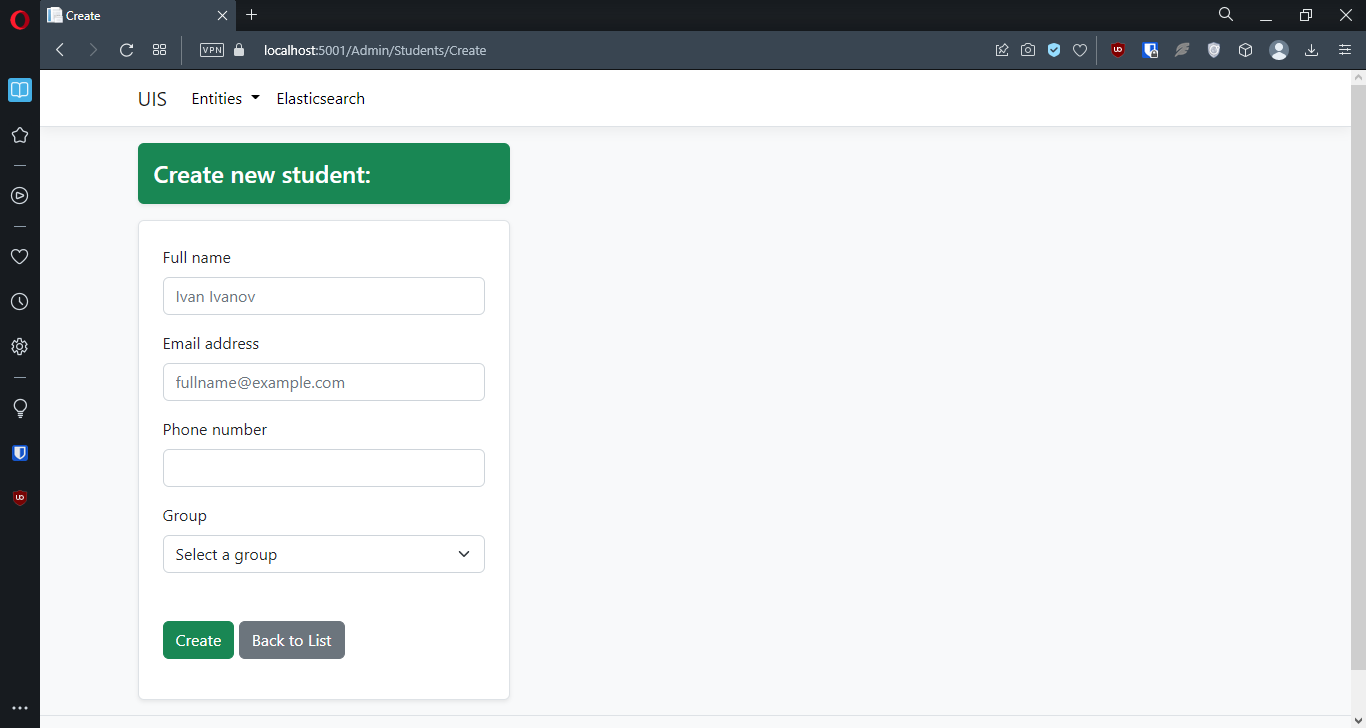 Create
VPN
localhost:5001/Admin/Students/Create
UIS
Entities
Elasticsearch
Create new student:
Full name
Ivan Ivanov
Email address
fullname@example.com
Phone number
Group
Select a group
Create
Back to List